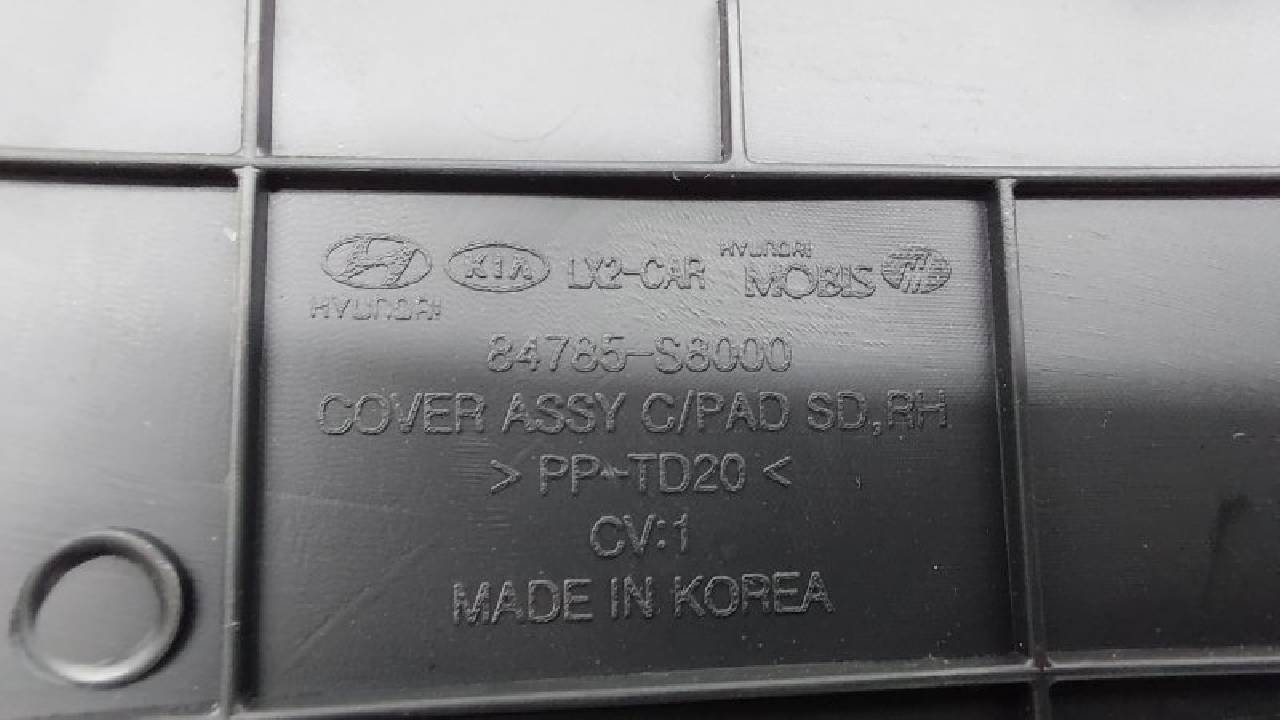 KIA LX2-CAR HYUNDAI MOBIS
HYUNDAI
84785-S8000
COVER ASSY C/PAD SD,RH
> PP-TD20 <
CV:1
MADE IN KOREA